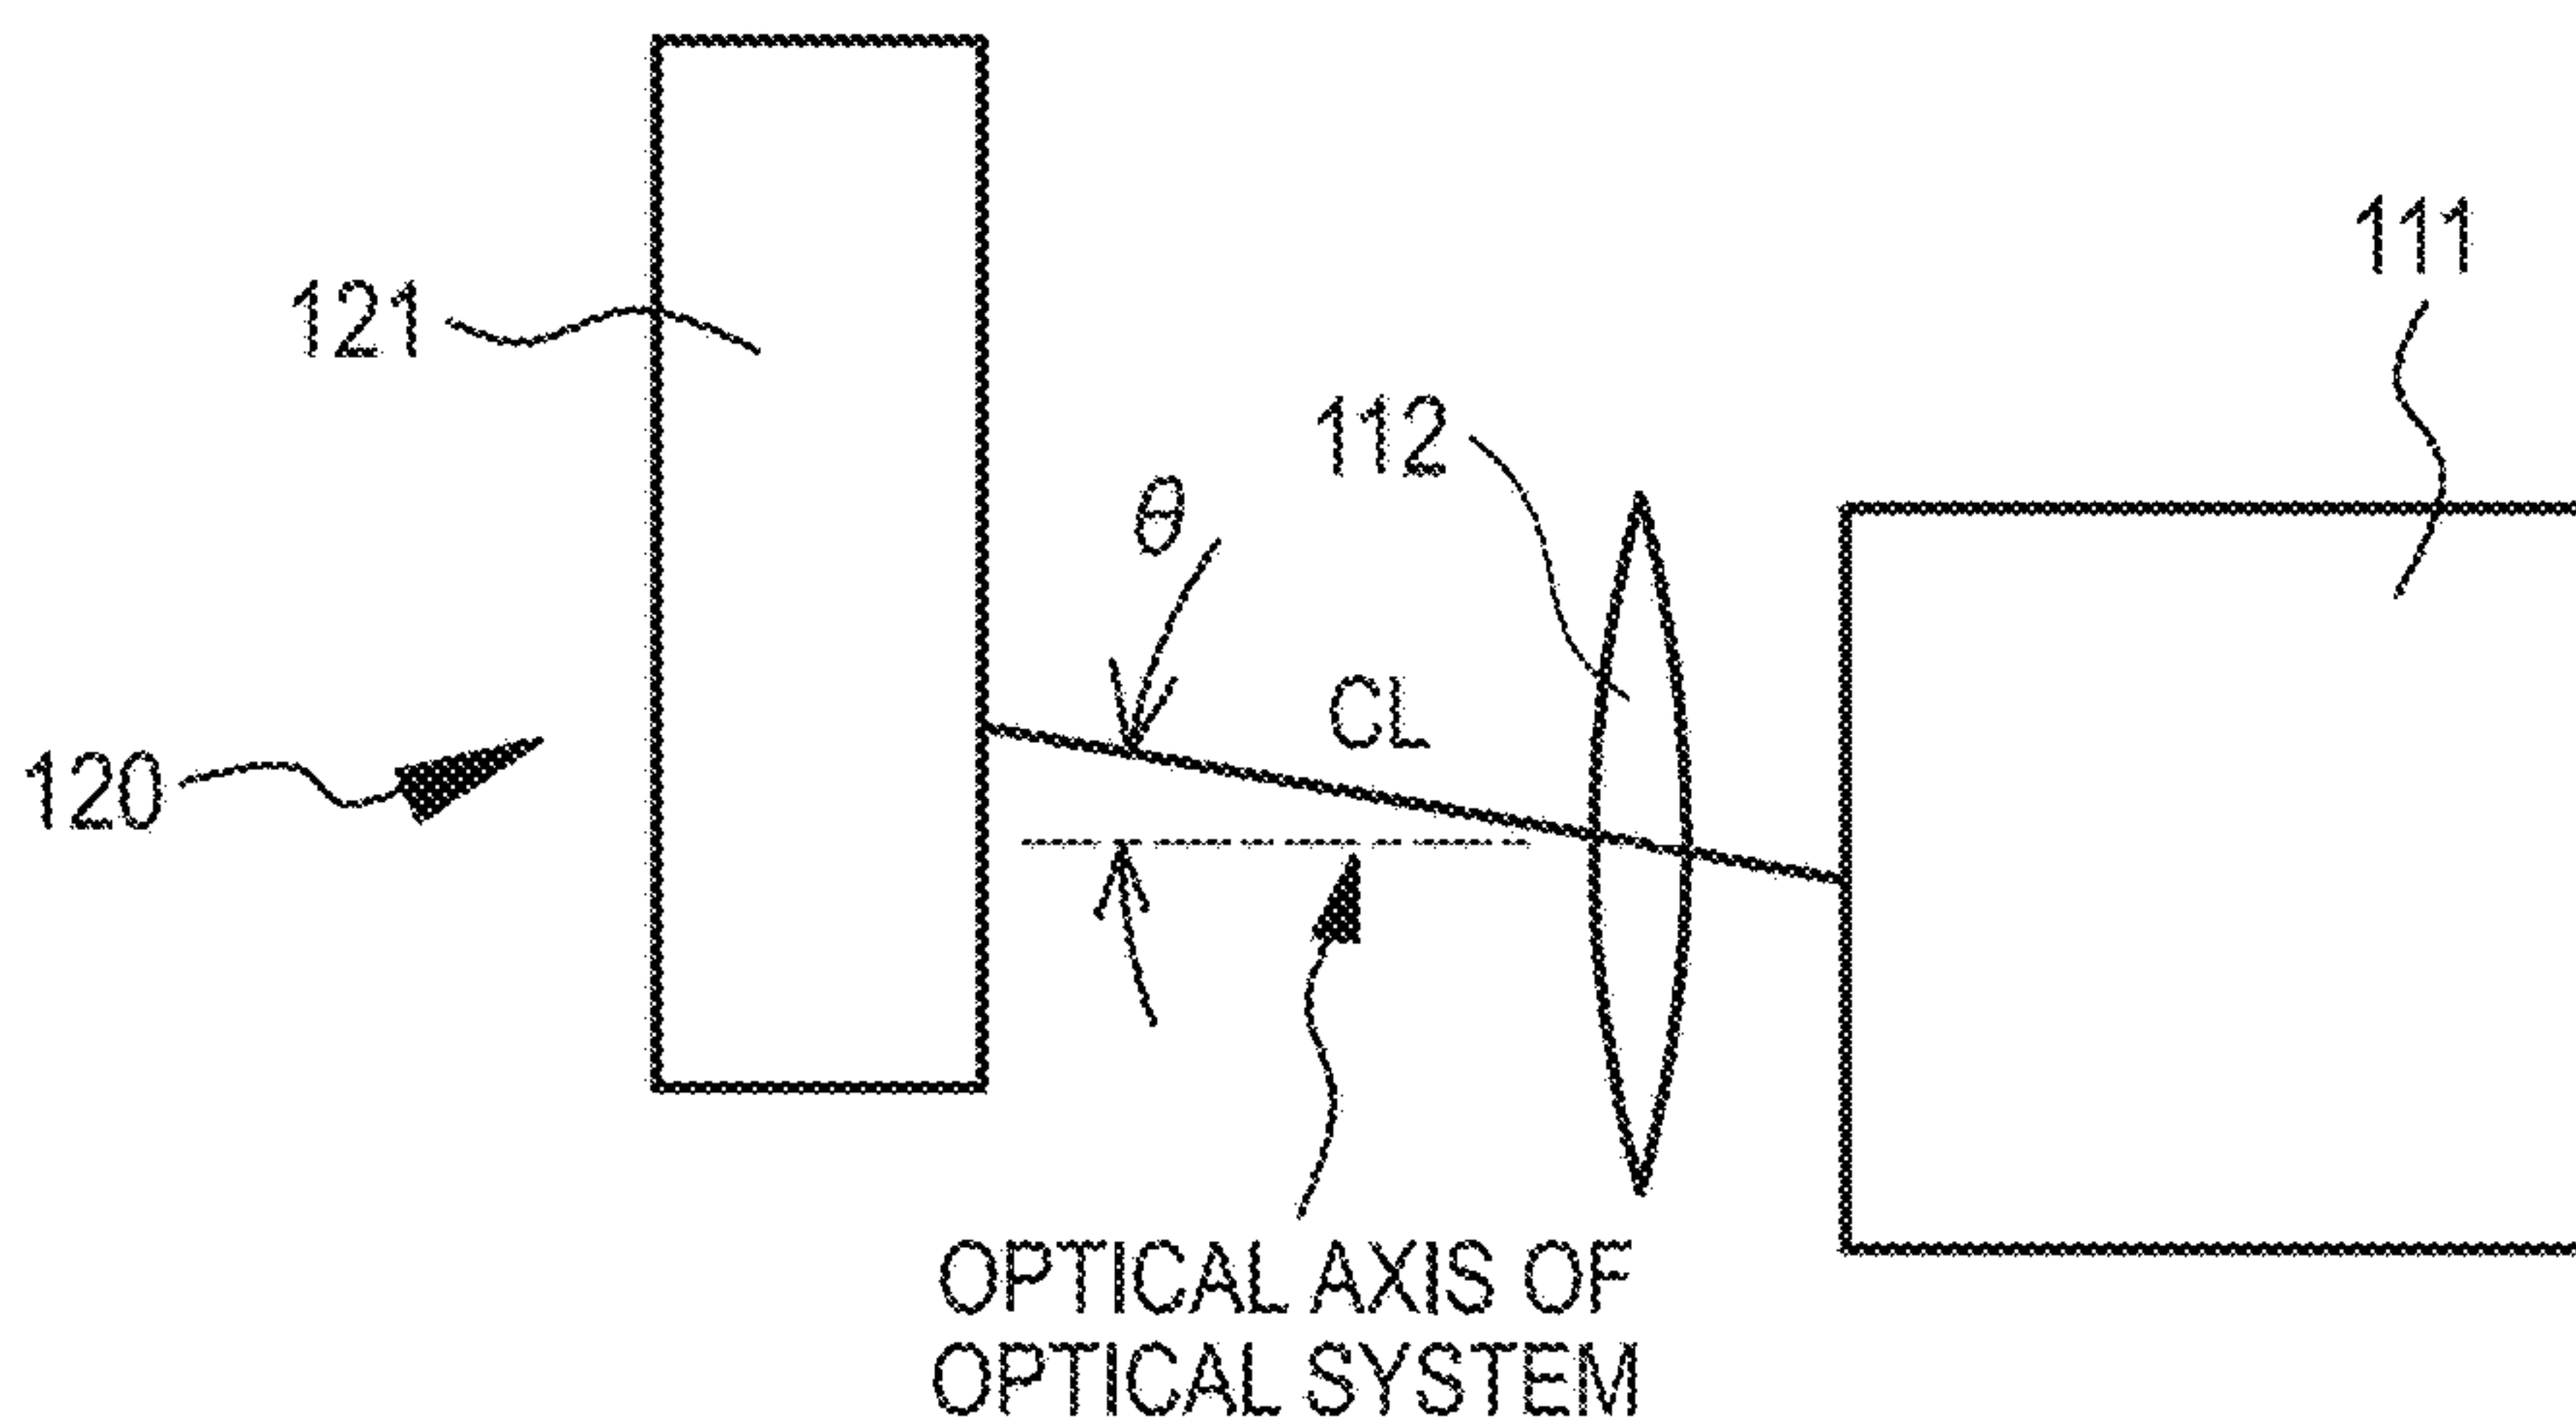 111
121
112
θ
CL
120
OPTICAL AXIS OF
OPTICAL SYSTEM